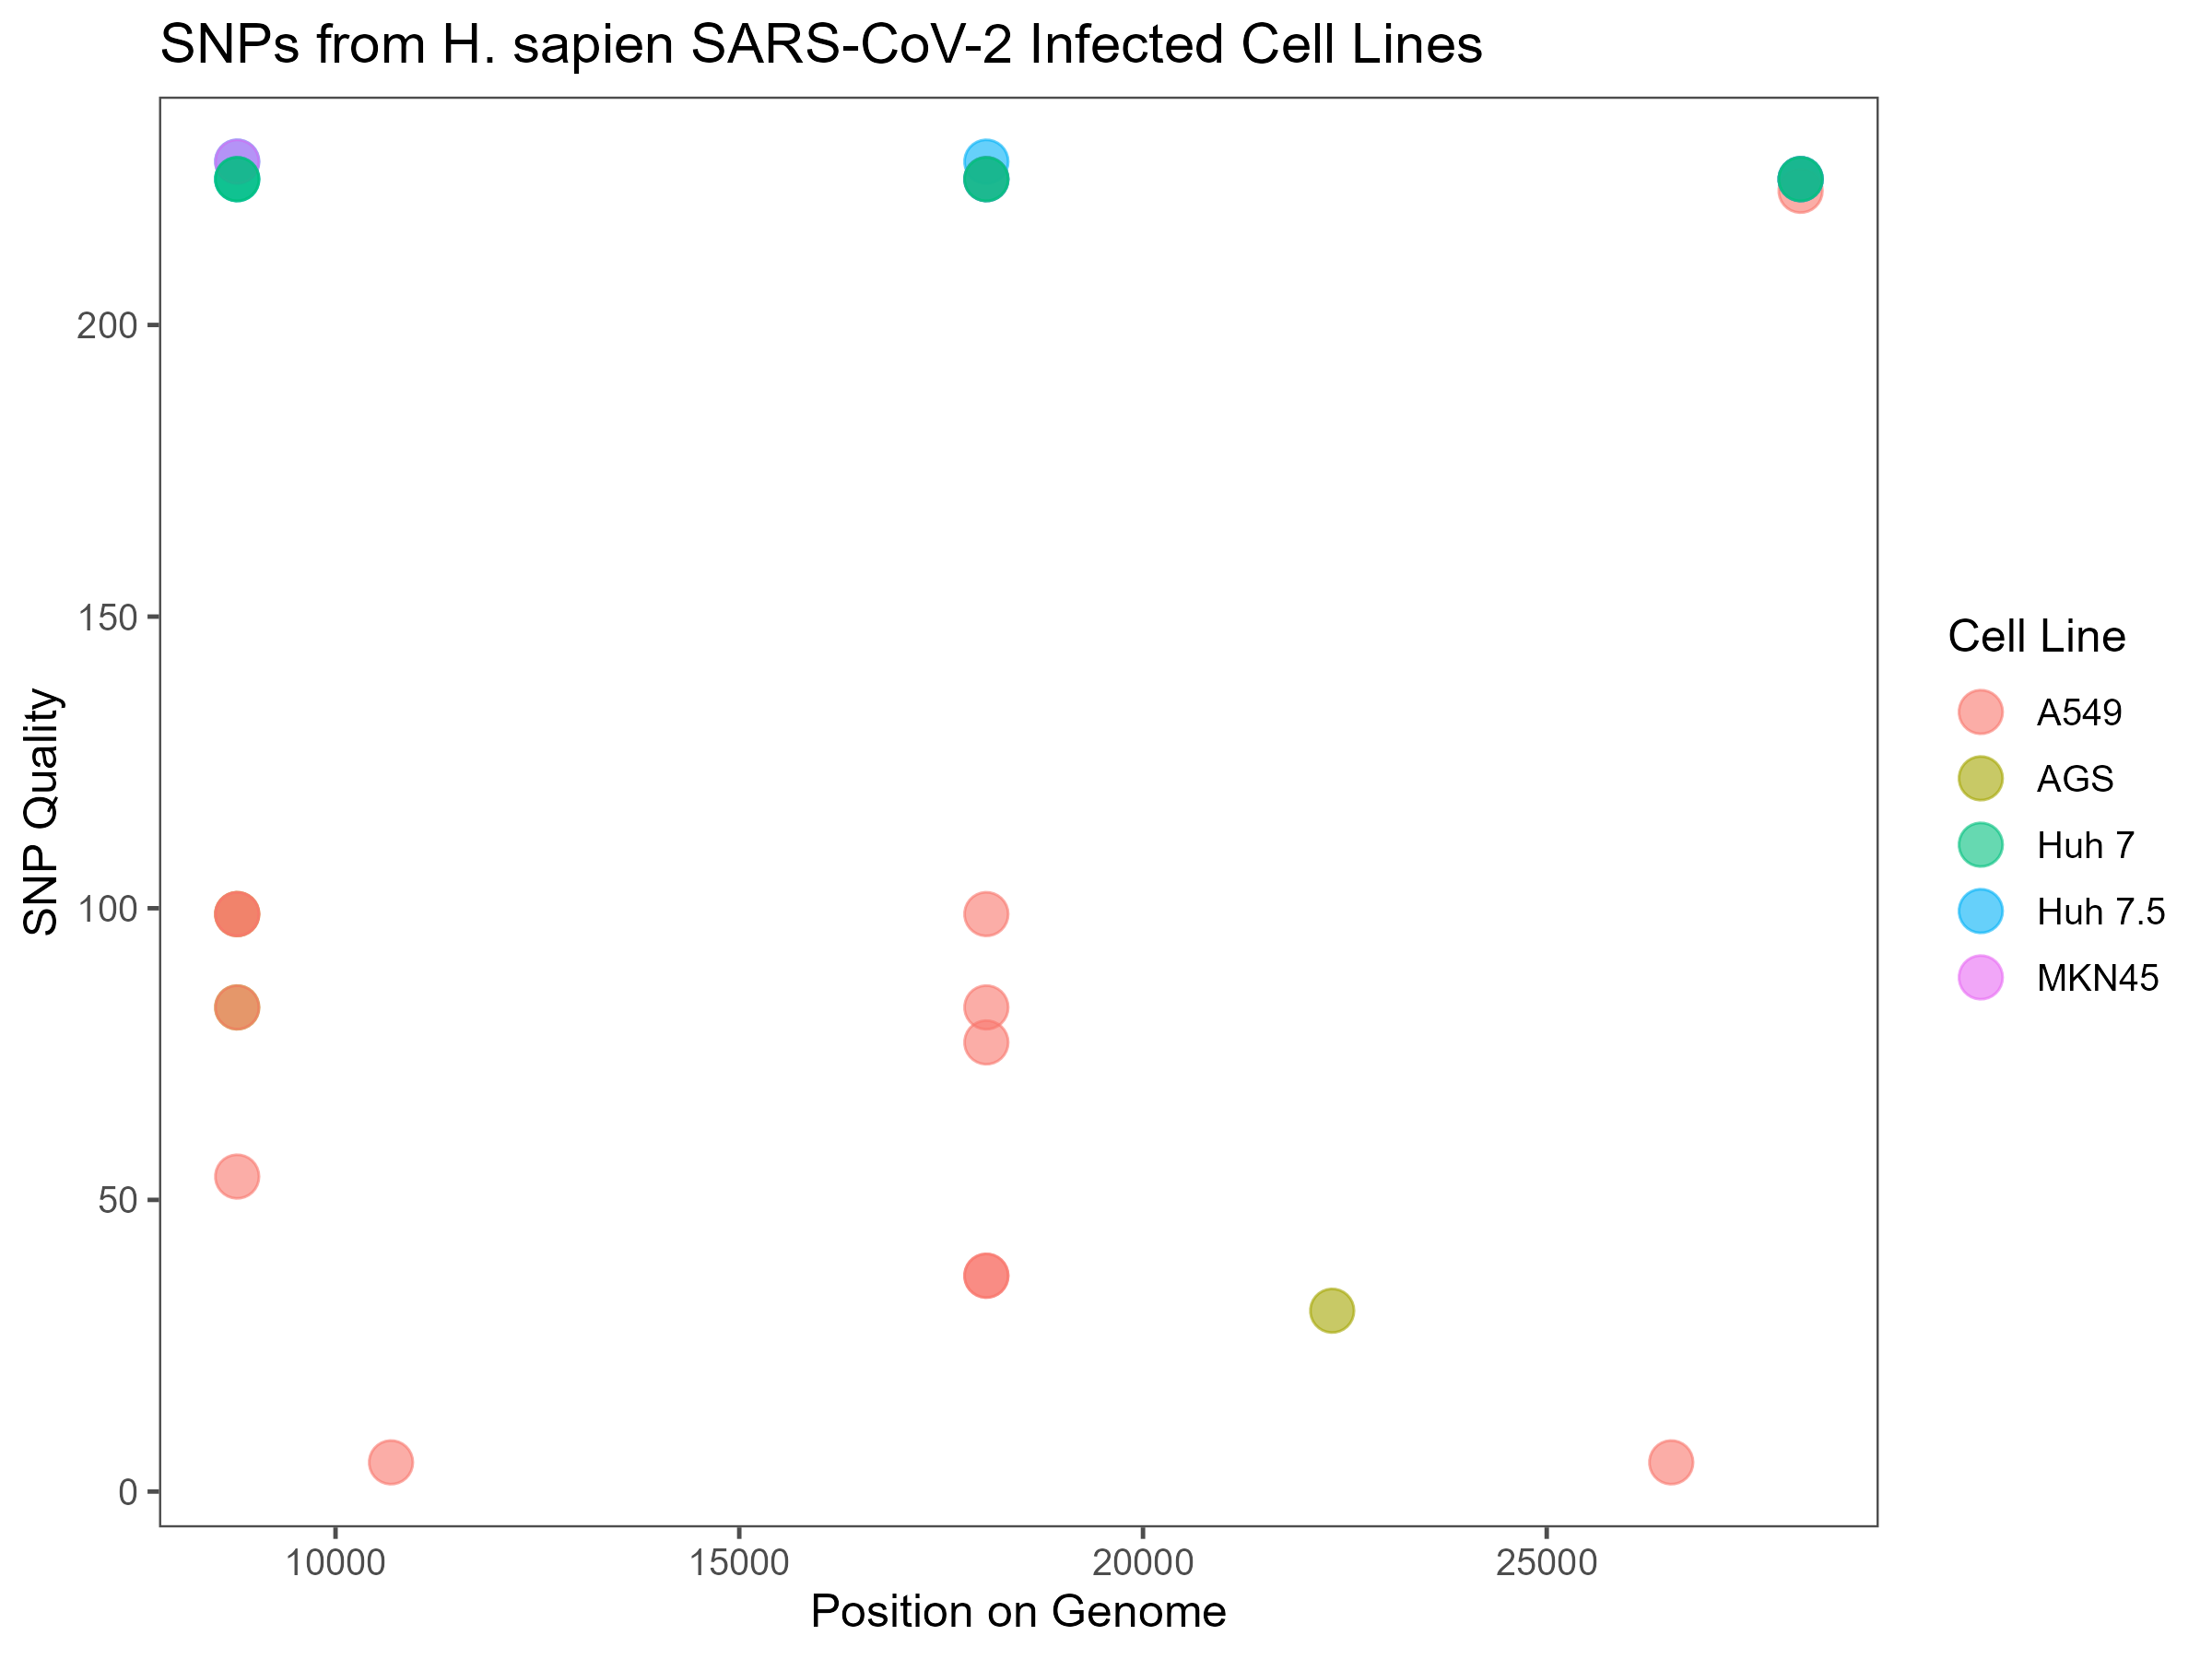 SNPs from H. sapien SARS-CoV-2 Infected Cell Lines
SNP Quality
200
150
100
50
0
10000 15000 20000 25000
Position on Genome
Cell Line
A549
AGS
Huh 7
Huh 7.5
MKN45